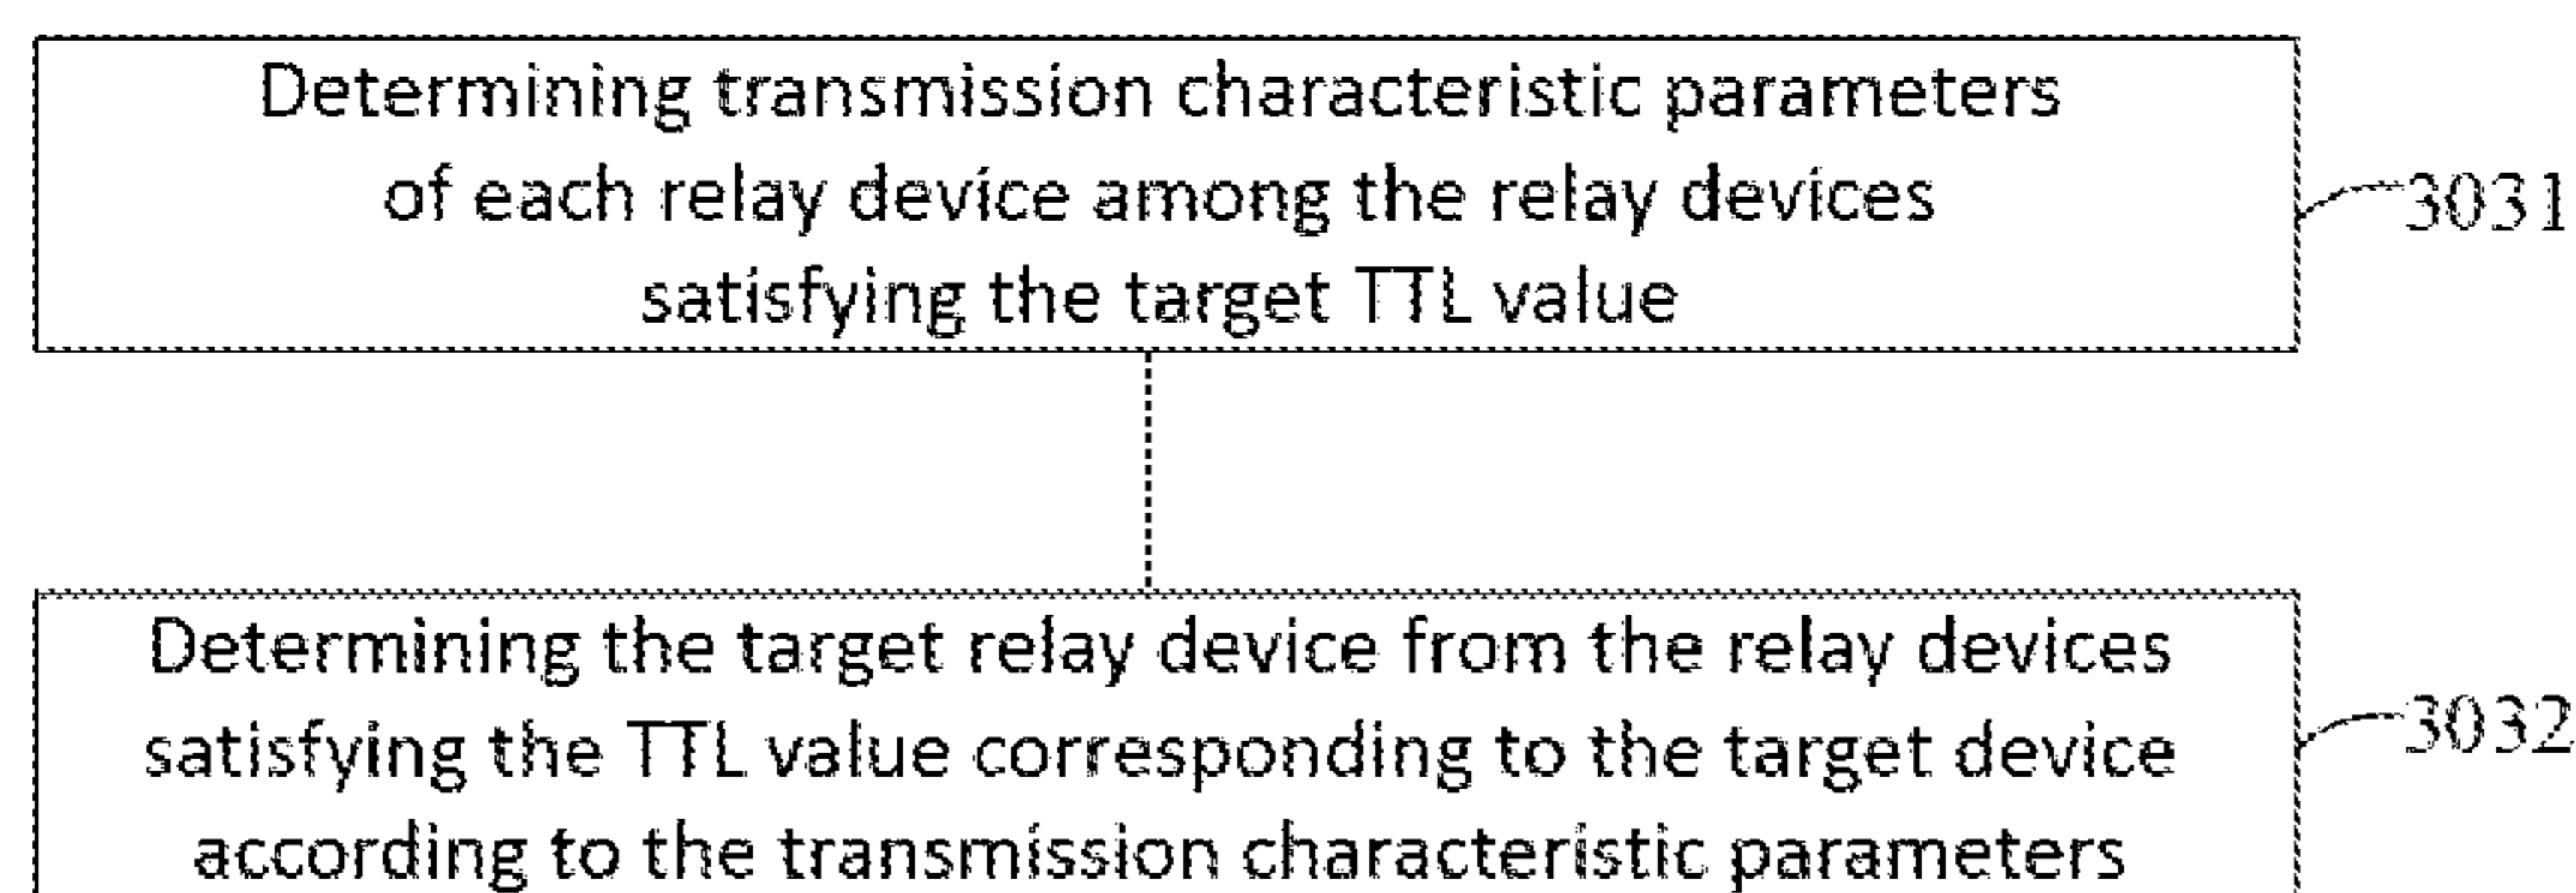 Determining transmission characteristic parameters
of each relay device among the relay devices
satisfying the target TTL value
3031
Determining the target relay device from the relay devices
satisfying the TTL value corresponding to the target device
according to the transmission characteristic parameters
3032